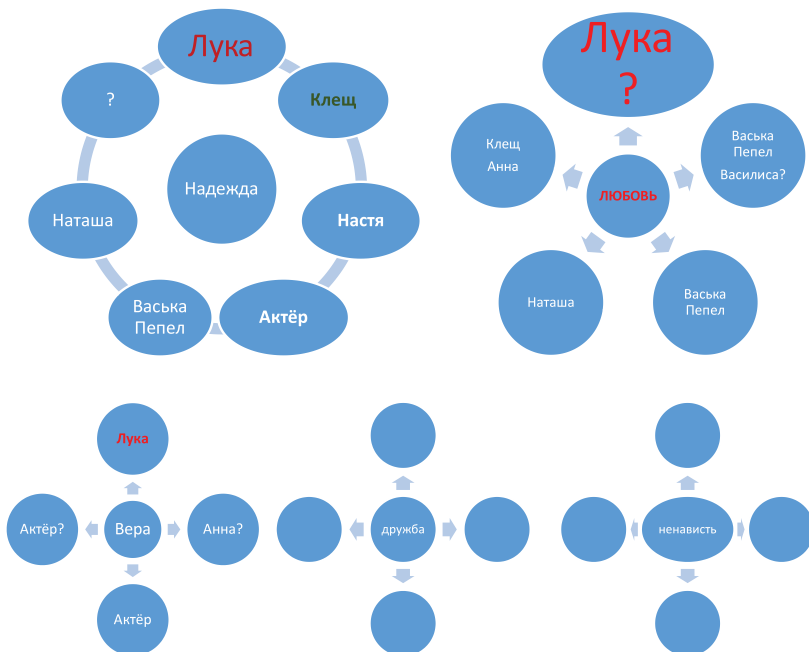 Лука
?
Клещ
Надежда
Наташа
Настя
Васька
Пепел
Актёр
Лука
?
Клещ
Анна
Васька
Пепел
Василиса?
ЛЮБОВЬ
Наташа
Васька
Пепел
Лука
Актёр?
Вера
Анна?
Актёр
дружба
ненависть